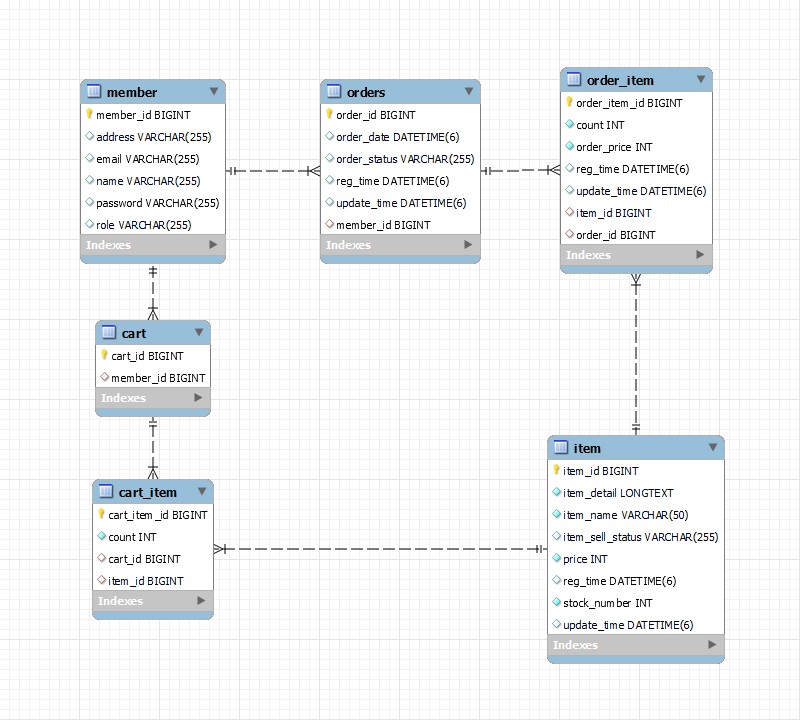 member
member_id BIGINT
address VARCHAR(255)
email VARCHAR(255)
name VARCHAR(255)
password VARCHAR(255)
role VARCHAR(255)
Indexes
orders
order_id BIGINT
order_date DATETIME(6)
order_status VARCHAR(255)
reg_time DATETIME(6)
update_time DATETIME(6)
member_id BIGINT
Indexes
order_item
order_item_id BIGINT
count INT
order_price INT
reg_time DATETIME(6)
update_time DATETIME(6)
item_id BIGINT
order_id BIGINT
Indexes
cart
cart_id BIGINT
member_id BIGINT
Indexes
cart_item
cart_item_id BIGINT
count INT
cart_id BIGINT
item_id BIGINT
Indexes
item
item_id BIGINT
item_detail LONGTEXT
item_name VARCHAR(50)
item_sell_status VARCHAR(255)
price INT
reg_time DATETIME(6)
stock_number INT
update_time DATETIME(6)
Indexes